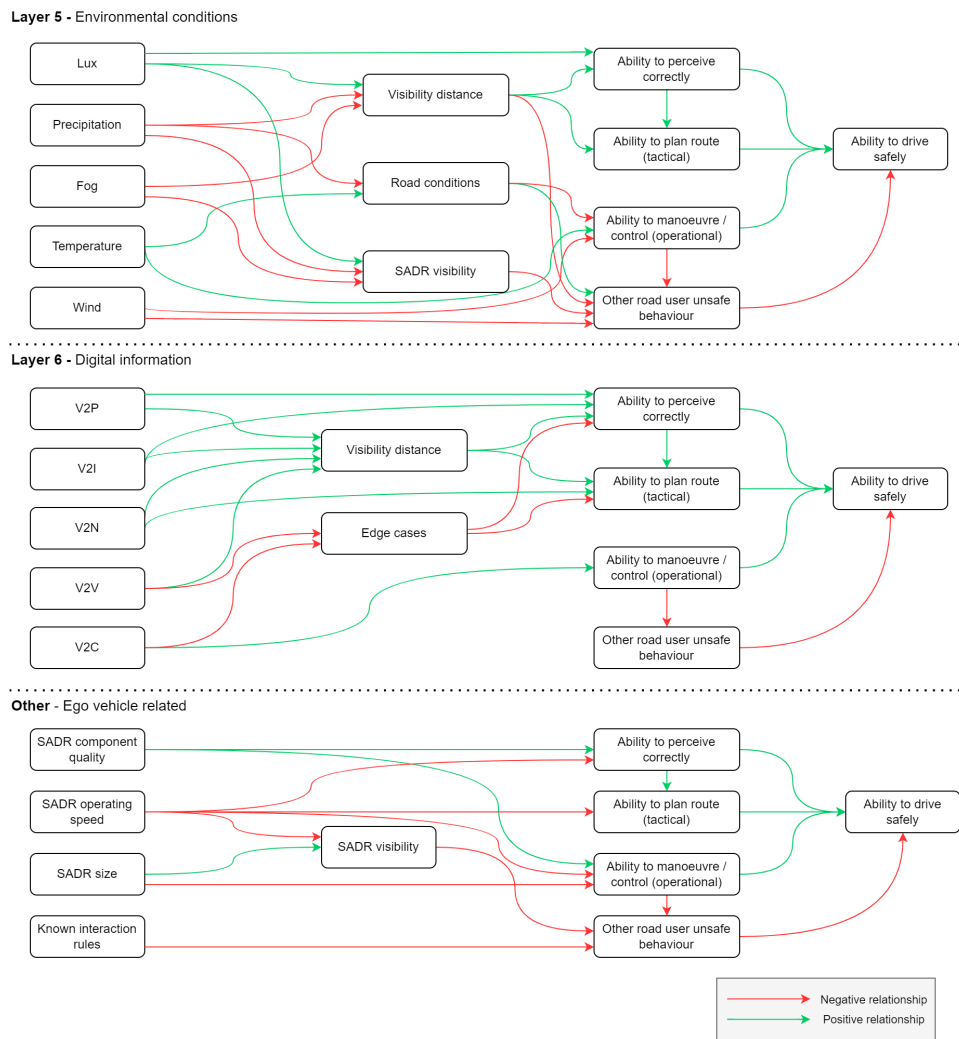 Layer 5 - Environmental conditions
Lux
Precipitation
Fog
Temperature
Wind
Visibility distance
Road conditions
SADR visibility
Ability to perceive
correctly
Ability to plan route
(tactical)
Ability to manoeuvre /
control (operational)
Other road user unsafe
behaviour
Ability to drive
safely
Layer 6 - Digital information
V2P
V2I
V2N
V2V
V2C
Visibility distance
Edge cases
Ability to perceive
correctly
Ability to plan route
(tactical)
Ability to manoeuvre /
control (operational)
Other road user unsafe
behaviour
Ability to drive
safely
Other - Ego vehicle related
SADR component
quality
SADR operating
speed
SADR size
Known interaction
rules
SADR visibility
Ability to perceive
correctly
Ability to plan route
(tactical)
Ability to manoeuvre /
control (operational)
Other road user unsafe
behaviour
Ability to drive
safely
Negative relationship
Positive relationship